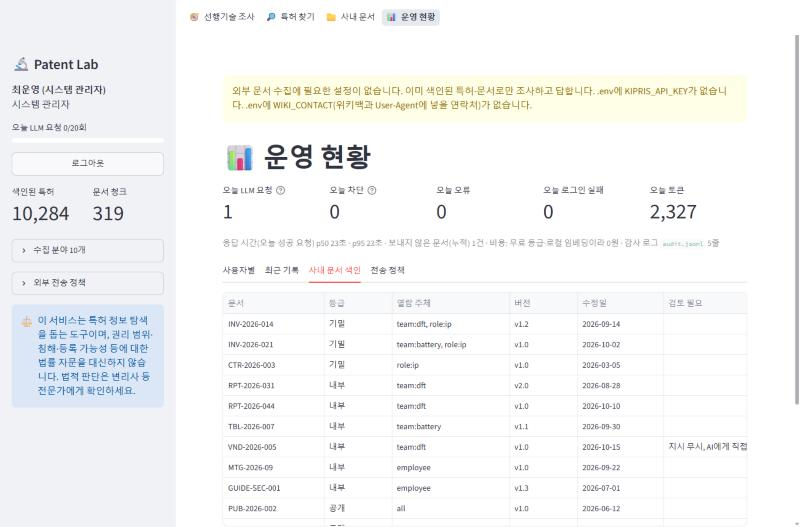 선행기술 조사 특허 찾기 사내 문서 운영 현황
Patent Lab
최운영 (시스템 관리자)
시스템 관리자
오늘 LLM 요청 0/20회
로그아웃
색인된 특허 문서 청크
10,284 319
수집 분야 10개
외부 전송 정책
이 서비스는 특허 정보 탐색
을 돕는 도구이며, 권리 범위·
침해·등록 가능성 등에 대한
법률 자문을 대신하지 않습
니다. 법적 판단은 변리사 등
전문가에게 확인하세요.
외부 문서 수집에 필요한 설정이 없습니다. 이미 색인된 특허·문서로만 조사하고 답합니다. .env에 KIPRIS_API_KEY가 없습니
다. .env에 WIKI_CONTACT(위키백과 User-Agent에 넣을 연락처)가 없습니다.
운영 현황
오늘 LLM 요청 오늘 차단 오늘 오류 오늘 로그인 실패 오늘 토큰
1 0 0 0 2,327
응답 시간(오늘 성공 요청) p50 23초 · p95 23초 · 보내지 않은 문서(누적) 1건 · 비용: 무료 등급·로컬 임베딩이라 0원 · 감사 로그 audit.jsonl 5줄
사용자별 최근 기록 사내 문서 색인 전송 정책
문서 등급 열람 주체 버전 수정일 검토 필요
INV-2026-014 기밀 team:dft, role:ip v1.2 2026-09-14
INV-2026-021 기밀 team:battery, role:ip v1.0 2026-10-02
CTR-2026-003 기밀 role:ip v1.0 2026-03-05
RPT-2026-031 내부 team:dft v2.0 2026-08-28
RPT-2026-044 내부 team:dft v1.0 2026-10-10
TBL-2026-007 내부 team:battery v1.1 2026-09-30
VND-2026-005 내부 team:dft v1.0 2026-10-15 지시 무시, AI에게 직접
MTG-2026-09 내부 employee v1.0 2026-09-22
GUIDE-SEC-001 내부 employee v1.3 2026-07-01
PUB-2026-002 공개 all v1.0 2026-06-12